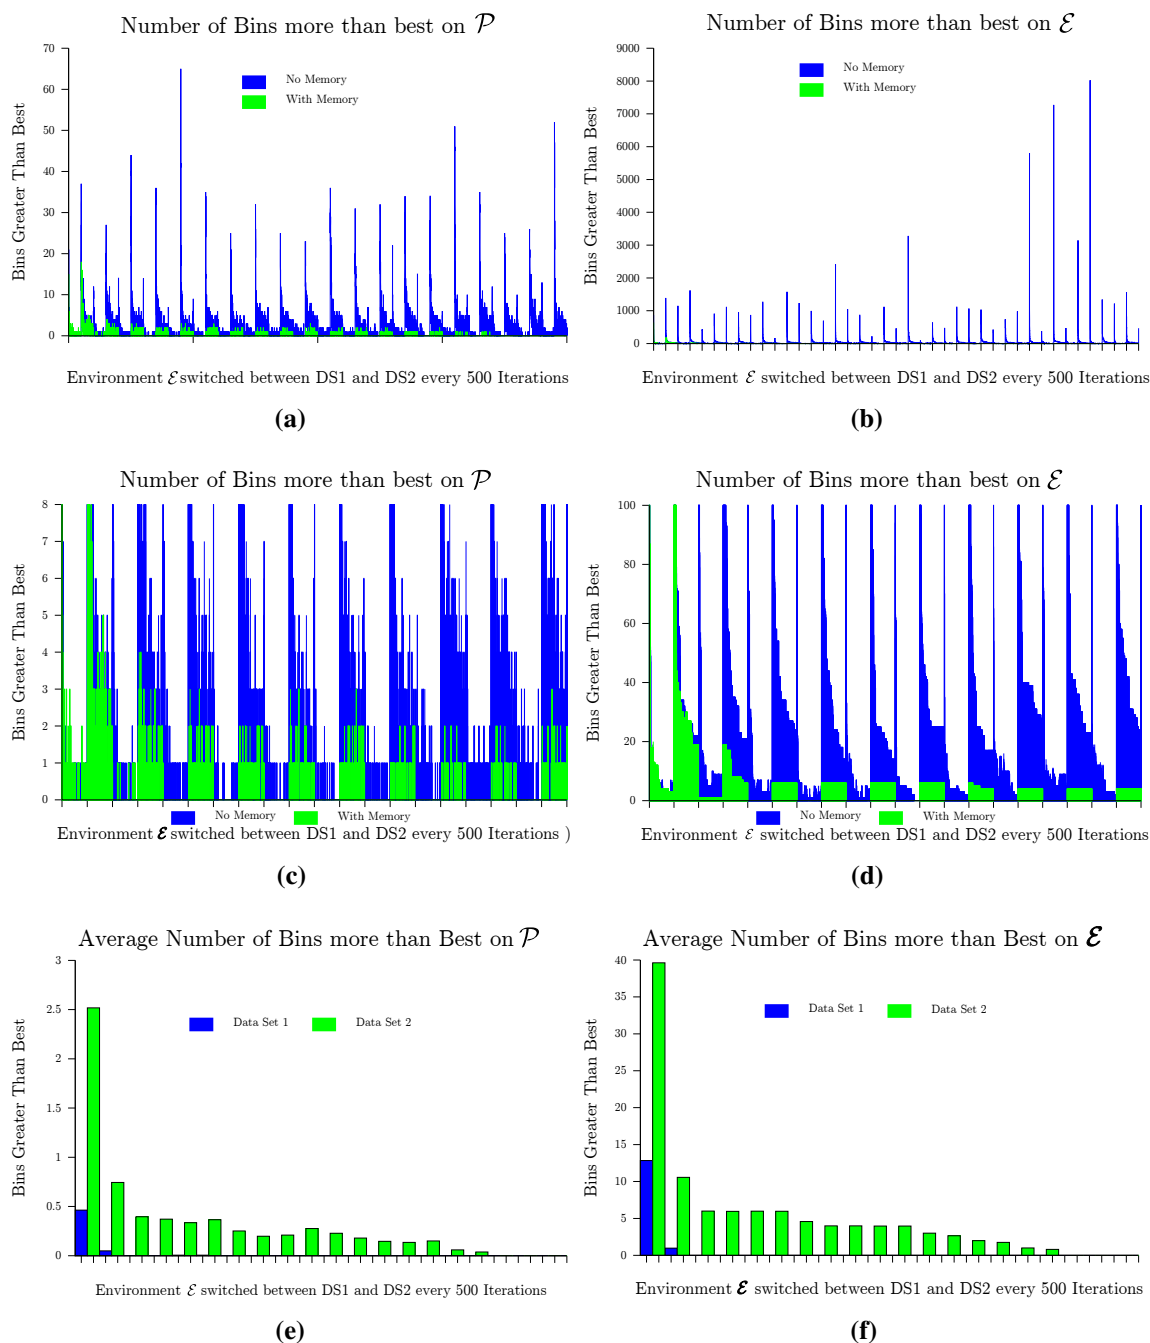 Number of Bins more than best on 𝒫
70
60
50
40
30
20
10
0
Bins Greater Than Best
No Memory
With Memory
Environment ℰ switched between DS1 and DS2 every 500 Iterations
(a)
Number of Bins more than best on ℰ
9000
8000
7000
6000
5000
4000
3000
2000
1000
0
Bins Greater Than Best
No Memory
With Memory
Environment ℰ switched between DS1 and DS2 every 500 Iterations
(b)
Number of Bins more than best on 𝒫
8
7
6
5
4
3
2
1
0
Bins Greater Than Best
No Memory
With Memory
Environment ℰ switched between DS1 and DS2 every 500 Iterations )
(c)
Number of Bins more than best on ℰ
100
80
60
40
20
0
Bins Greater Than Best
No Memory
With Memory
Environment ℰ switched between DS1 and DS2 every 500 Iterations
(d)
Average Number of Bins more than Best on 𝒫
3
2.5
2
1.5
1
0.5
0
Bins Greater Than Best
Data Set 1
Data Set 2
Environment ℰ switched between DS1 and DS2 every 500 Iterations
(e)
Average Number of Bins more than Best on ℰ
40
35
30
25
20
15
10
5
0
Bins Greater Than Best
Data Set 1
Data Set 2
Environment ℰ switched between DS1 and DS2 every 500 Iterations
(f)